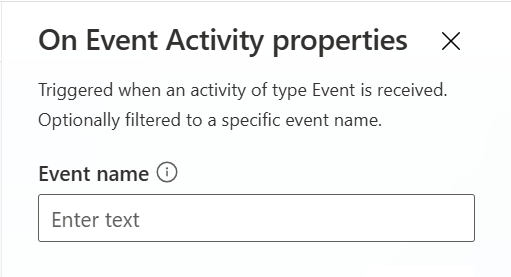 On Event Activity properties
Triggered when an activity of type Event is received.
Optionally filtered to a specific event name.
Event name
Enter text